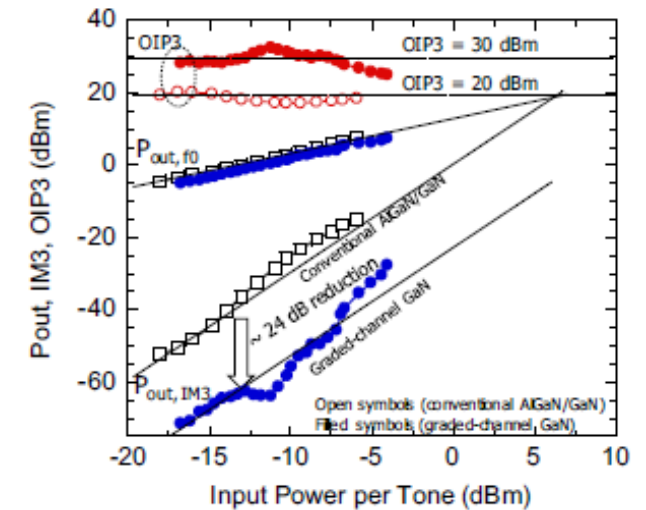 40
20
0
-20
-40
-60
Pout, IM3, OIP3 (dBm)
OIP3
OIP3 = 30 dBm
OIP3 = 20 dBm
Pout, f0
Conventional AlGaN/GaN
~ 24 dB reduction
Graded-channel GaN
Pout, IM3
Open symbols (conventional AlGaN/GaN)
Filled symbols (graded-channel GaN)
-20 -15 -10 -5 0 5 10
Input Power per Tone (dBm)